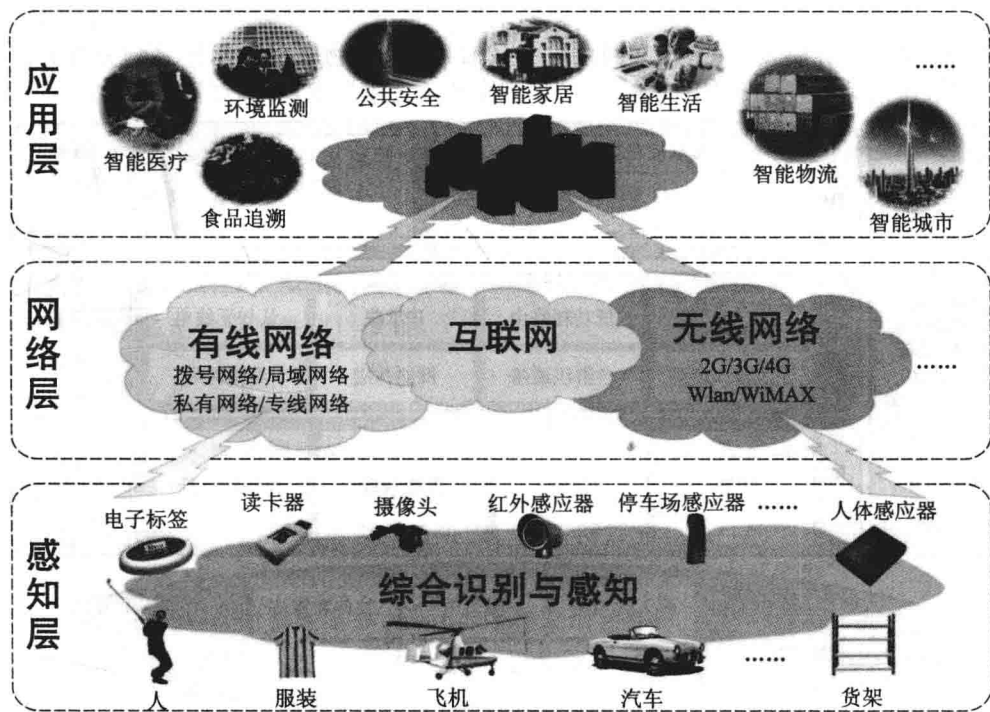 应用层
环境监测
公共安全
智能家居
智能生活
……
智能医疗
食品追溯
智能物流
智能城市
网络层
有线网络
拨号网络/局域网络
私有网络/专线网络
互联网
无线网络
2G/3G/4G
Wlan/WiMAX
……
感知层
电子标签
读卡器
摄像头
红外感应器
停车场感应器
……
人体感应器
综合识别与感知
人
服装
飞机
汽车
……
货架